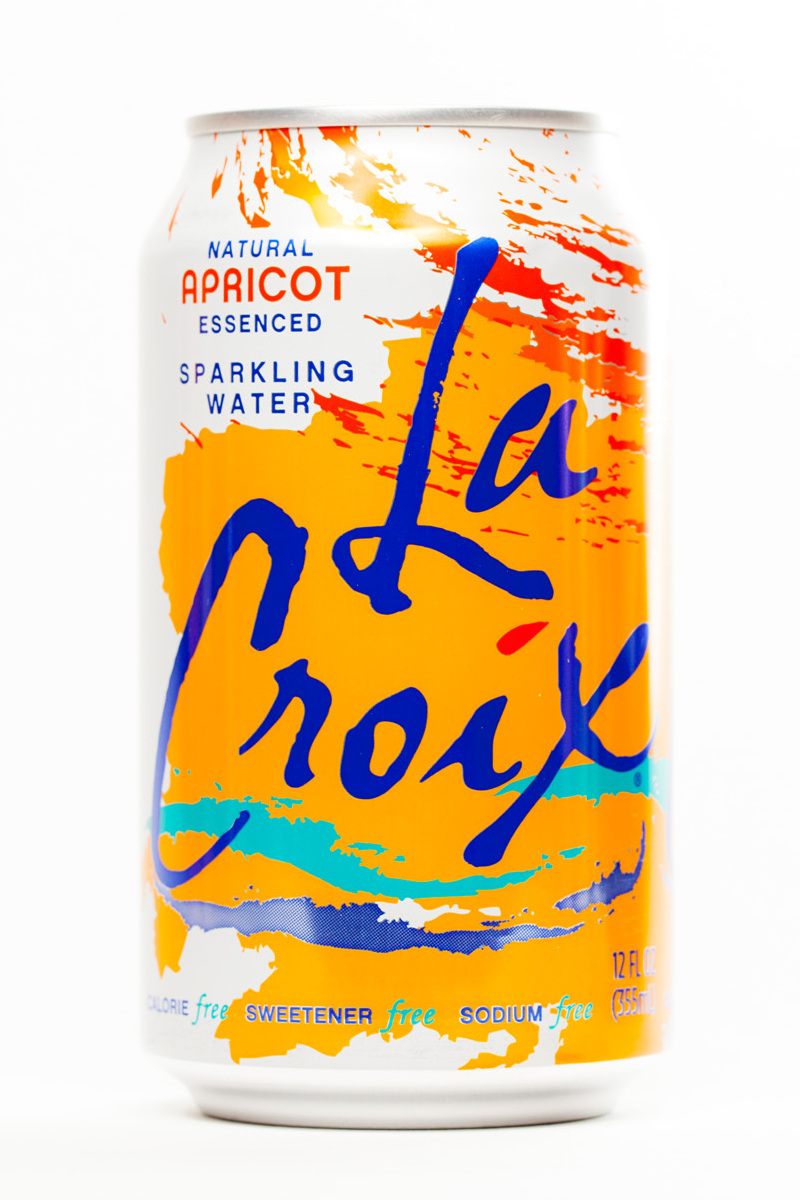 NATURAL
APRICOT
ESSENCED
SPARKLING
WATER
La
Croix
®
12 FL OZ
(355mL)
CALORIE free SWEETENER free SODIUM free